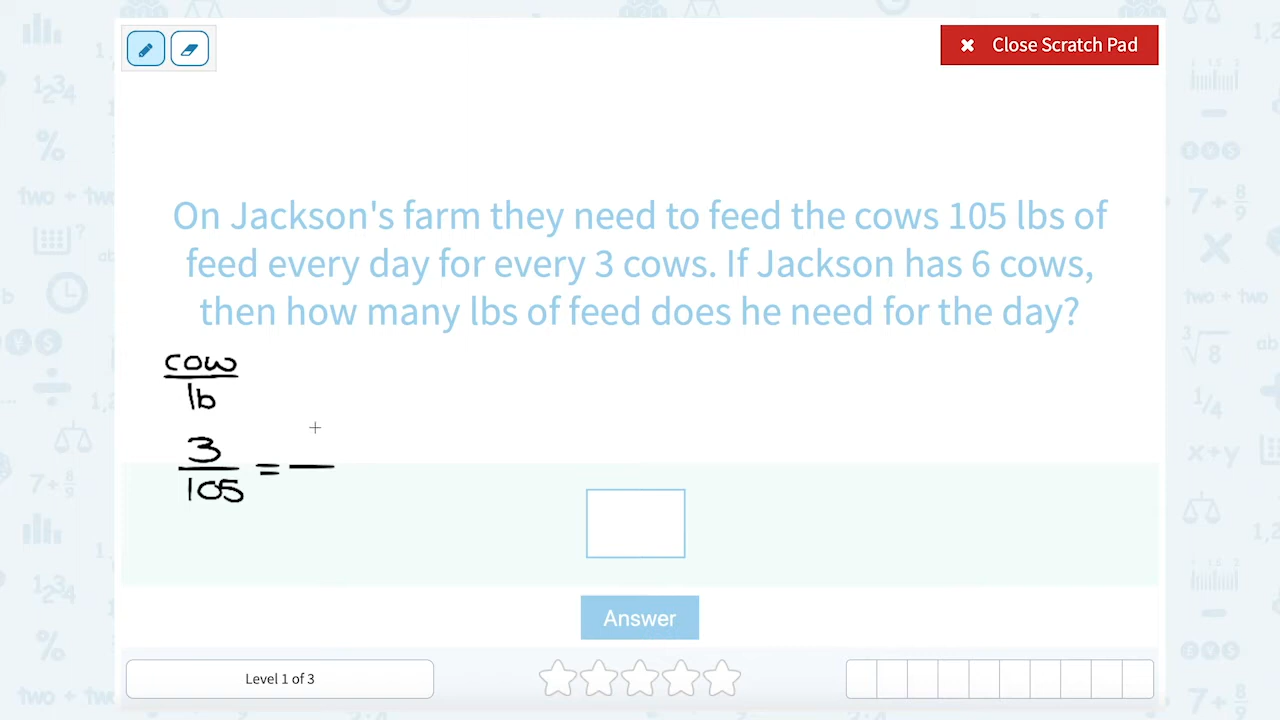 ✖ Close Scratch Pad
On Jackson's farm they need to feed the cows 105 lbs of
feed every day for every 3 cows. If Jackson has 6 cows,
then how many lbs of feed does he need for the day?
cow
lb
3
105
=
Answer
Level 1 of 3